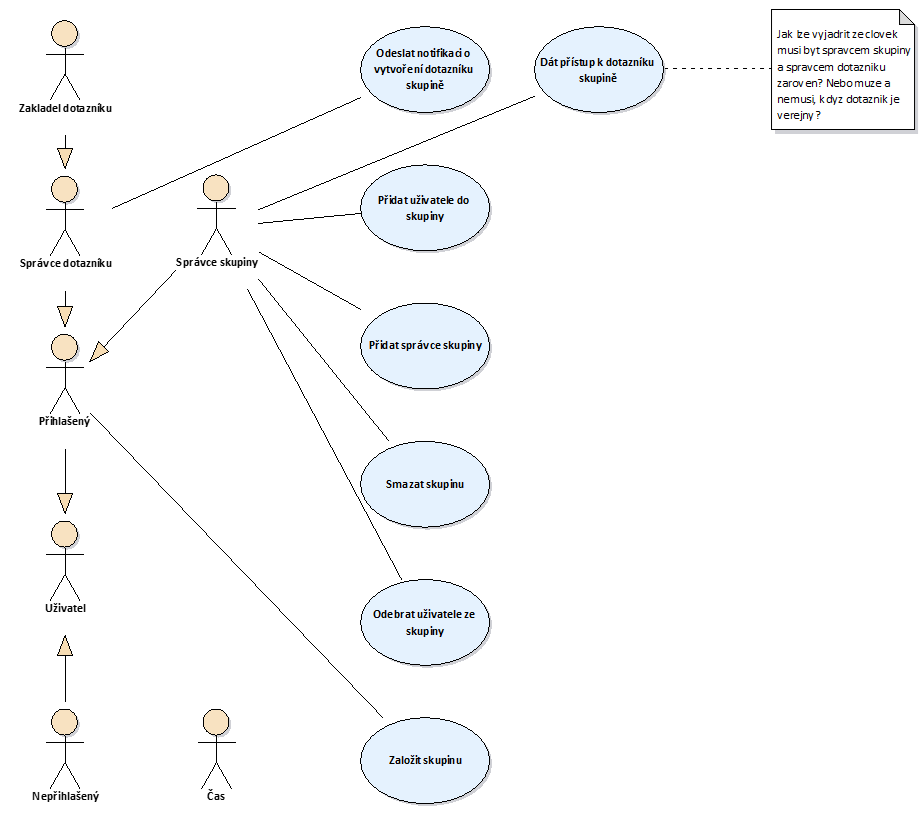 Zakladel dotazníku
Odeslat notifikaci o
vytvoření dotazníku
skupině
Dát přístup k dotazníku
skupině
Jak lze vyjadrit ze clovek
musi byt spravcem skupiny
a spravcem dotazniku
zaroven? Nebo muze a
nemusi, kdyz dotaznik je
verejny?
Správce dotazníku
Správce skupiny
Přidat uživatele do
skupiny
Přihlašený
Přidat správce skupiny
Smazat skupinu
Uživatel
Odebrat uživatele ze
skupiny
Nepřihlašený
Čas
Založit skupinu